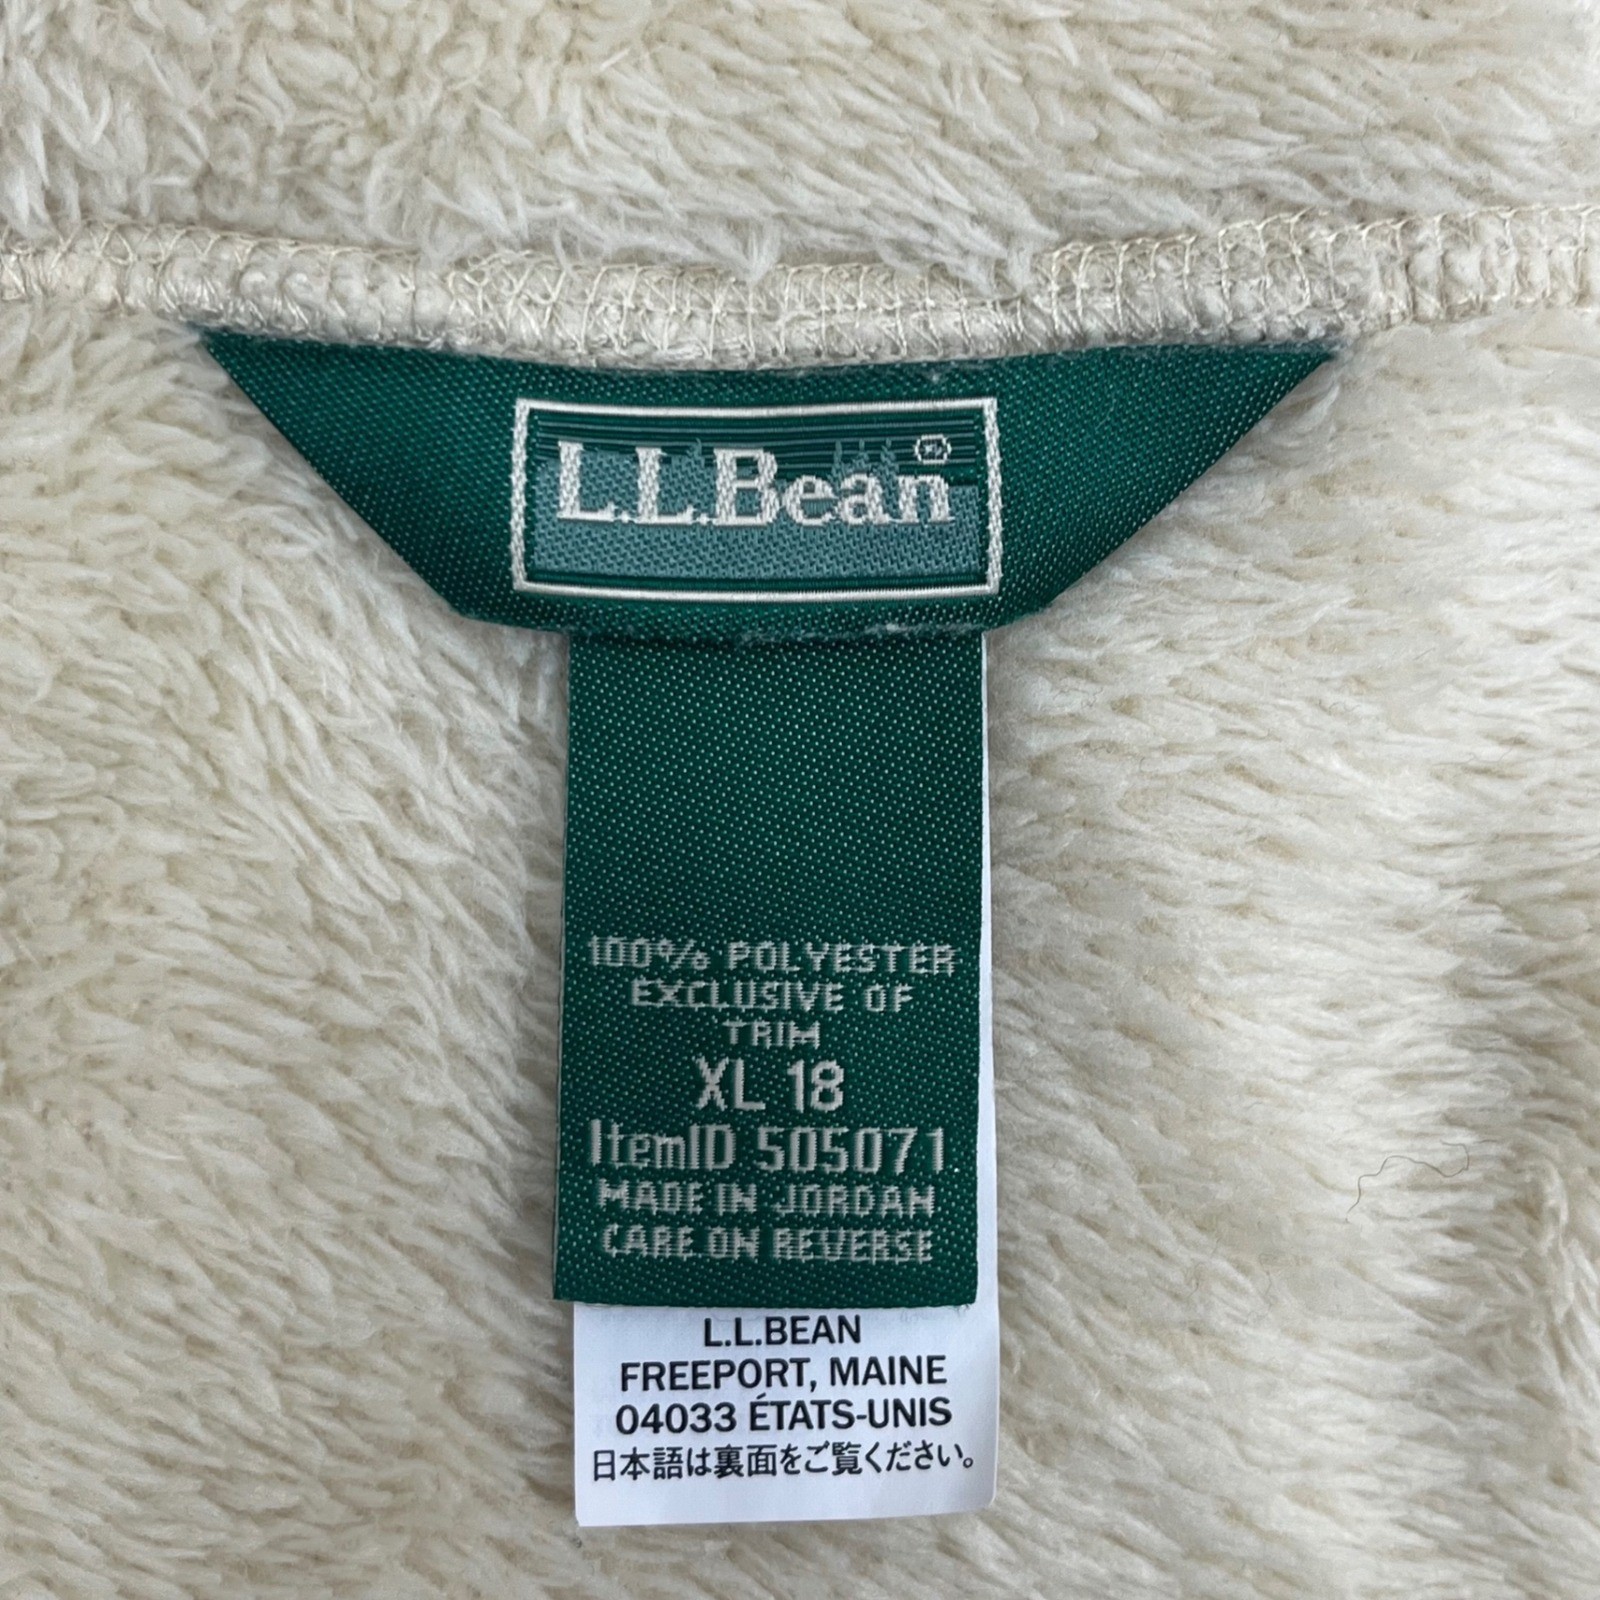 L.L.Bean®
100% POLYESTER
EXCLUSIVE OF
TRIM
XL 18
ItemID 505071
MADE IN JORDAN
CARE ON REVERSE
L.L.BEAN
FREEPORT, MAINE
04033 ÉTATS-UNIS
日本語は裏面をご覧ください。